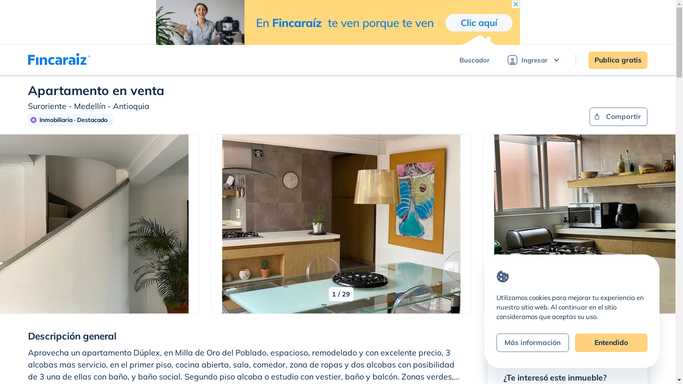 En Fincaraíz te ven porque te ven
Clic aquí
Fincaraíz
Buscador
Ingresar
Publica gratis
Apartamento en venta
Suroriente - Medellín - Antioquia
Inmobiliaria · Destacado
Compartir
1 / 29
Utilizamos cookies para mejorar tu experiencia en
nuestro sitio web. Al continuar en el sitio
consideramos que aceptas su uso.
Más información
Entendido
Descripción general
Aprovecha un apartamento Dúplex, en Milla de Oro del Poblado, espacioso, remodelado y con excelente precio, 3
alcobas mas servicio, en el primer piso, cocina abierta, sala, comedor, zona de ropas y dos alcobas con posibilidad
de 3 una de ellas con baño, y baño social. Segundo piso alcoba o estudio con vestier, baño y balcón. Zonas verdes,...
¿Te interesó este inmueble?